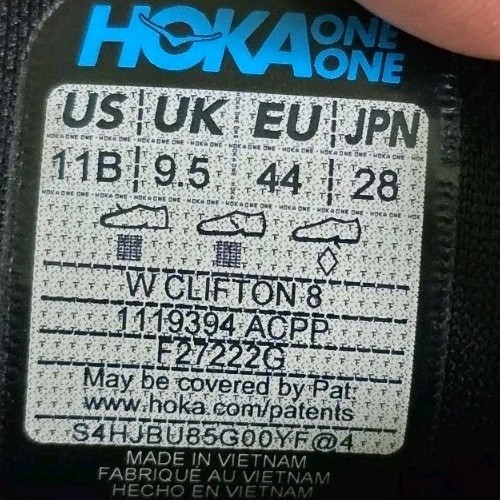 HOKA ONE ONE
US UK EU JPN
11B 9.5 44 28
W CLIFTON 8
1119394 ACPP
F27222G
May be covered by Pat:
www.hoka.com/patents
S4HJBU85G00YF@4
MADE IN VIETNAM
FABRIQUÉ AU VIETNAM
HECHO EN VIETNAM